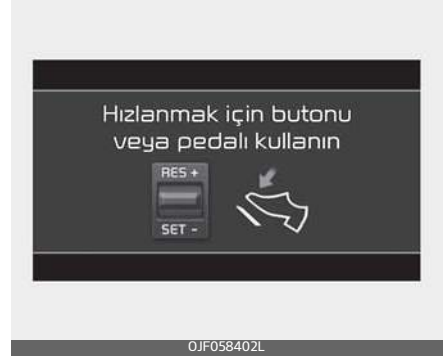 Hızlanmak için butonu
veya pedalı kullanın
RES +
SET -
OJF058402L